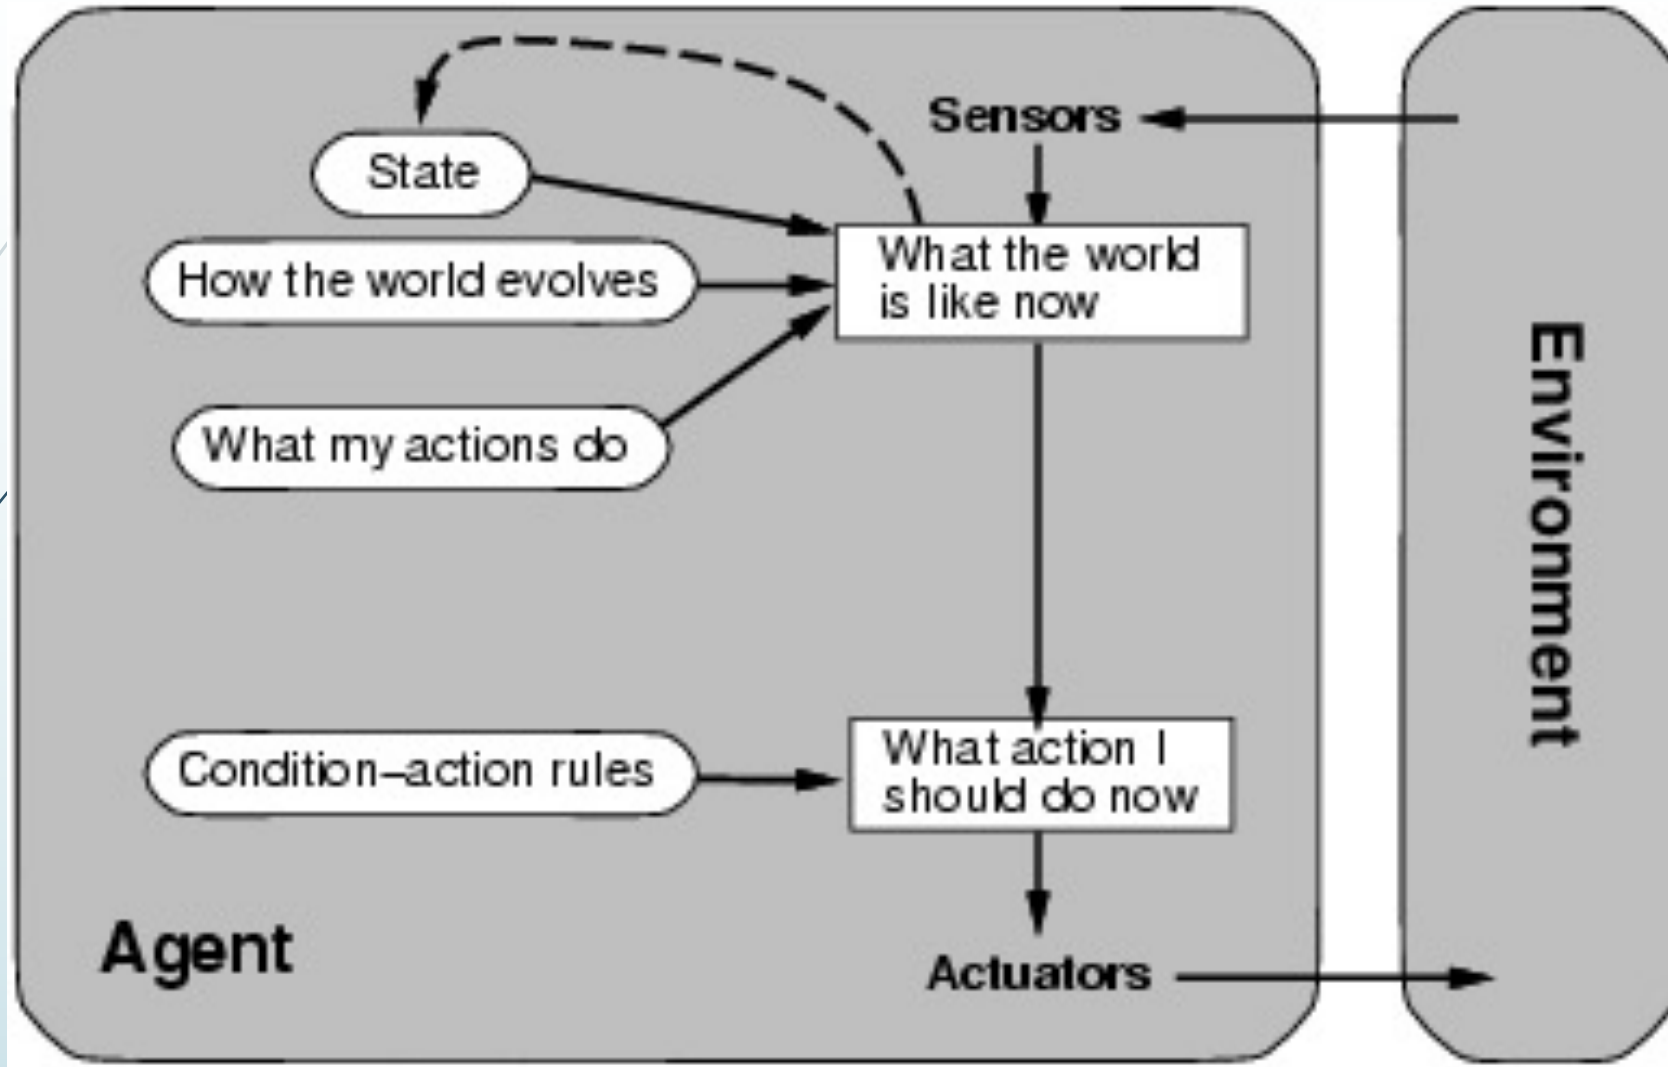 Sensors
State
What the world
is like now
How the world evolves
What my actions do
Environment
Condition–action rules
What action I
should do now
Agent
Actuators